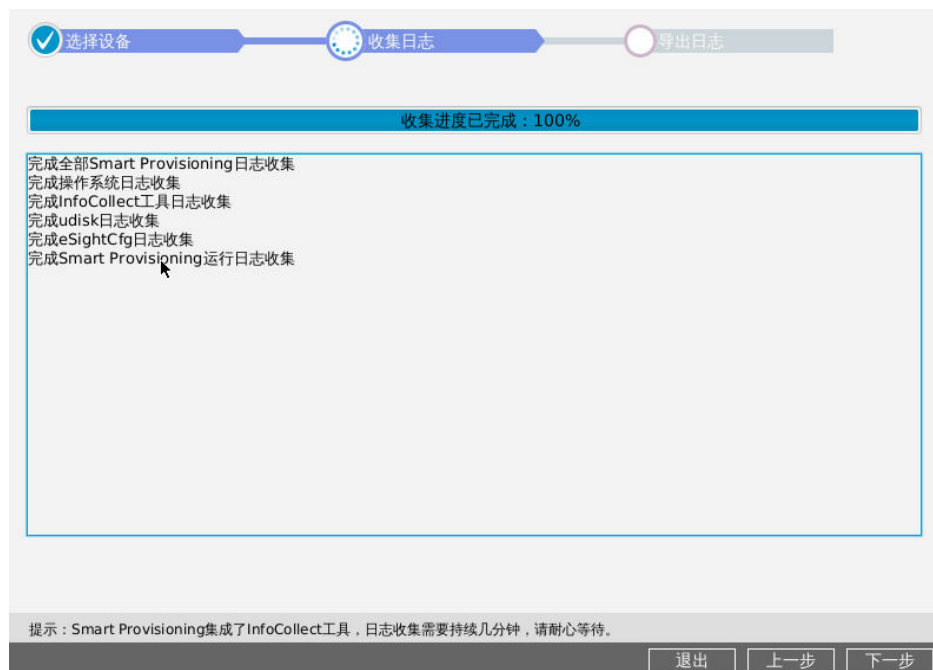 选择设备
收集日志
导出日志
收集进度已完成：100%
完成全部Smart Provisioning日志收集
完成操作系统日志收集
完成InfoCollect工具日志收集
完成udisk日志收集
完成eSightCfg日志收集
完成Smart Provisioning运行日志收集
提示：Smart Provisioning集成了InfoCollect工具，日志收集需要持续几分钟，请耐心等待。
退出
上一步
下一步